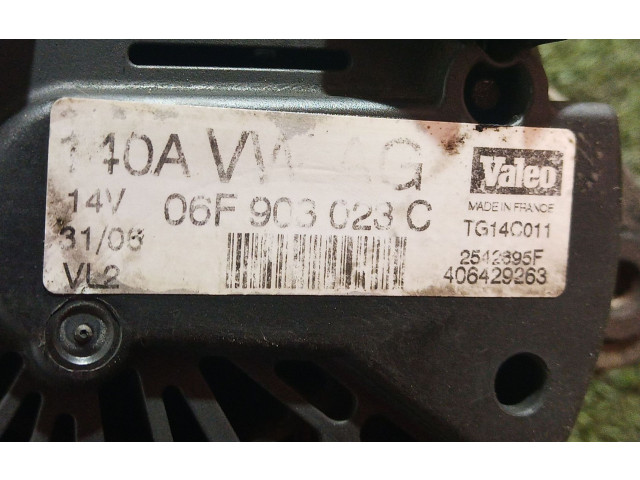 140A VW AG
14V 06F 903 023 C
31/06
VL2
Valeo
MADE IN FRANCE
TG14C011
2542695F
406429263